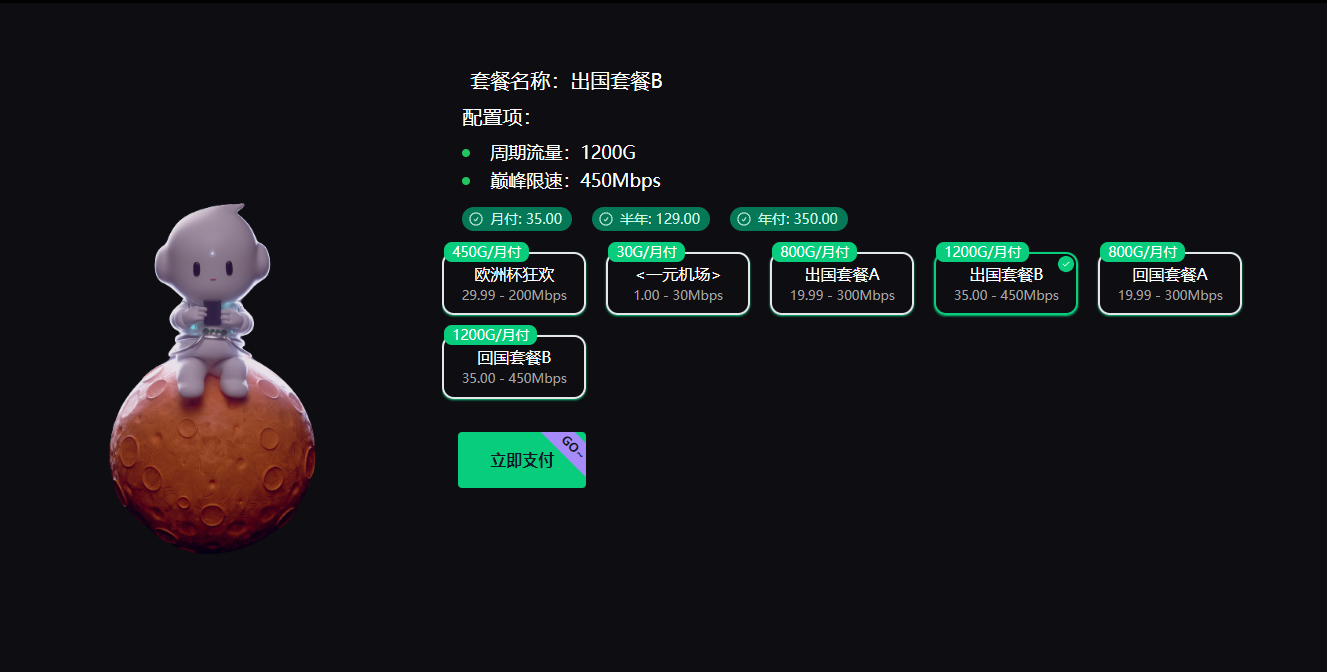 套餐名称：出国套餐B
配置项：
周期流量：1200G
巅峰限速：450Mbps
月付: 35.00 半年: 129.00 年付: 350.00
450G/月付 30G/月付 800G/月付 1200G/月付 800G/月付
欧洲杯狂欢 <一元机场> 出国套餐A 出国套餐B 回国套餐A
29.99 - 200Mbps 1.00 - 30Mbps 19.99 - 300Mbps 35.00 - 450Mbps 19.99 - 300Mbps
1200G/月付
回国套餐B
35.00 - 450Mbps
GO~
立即支付